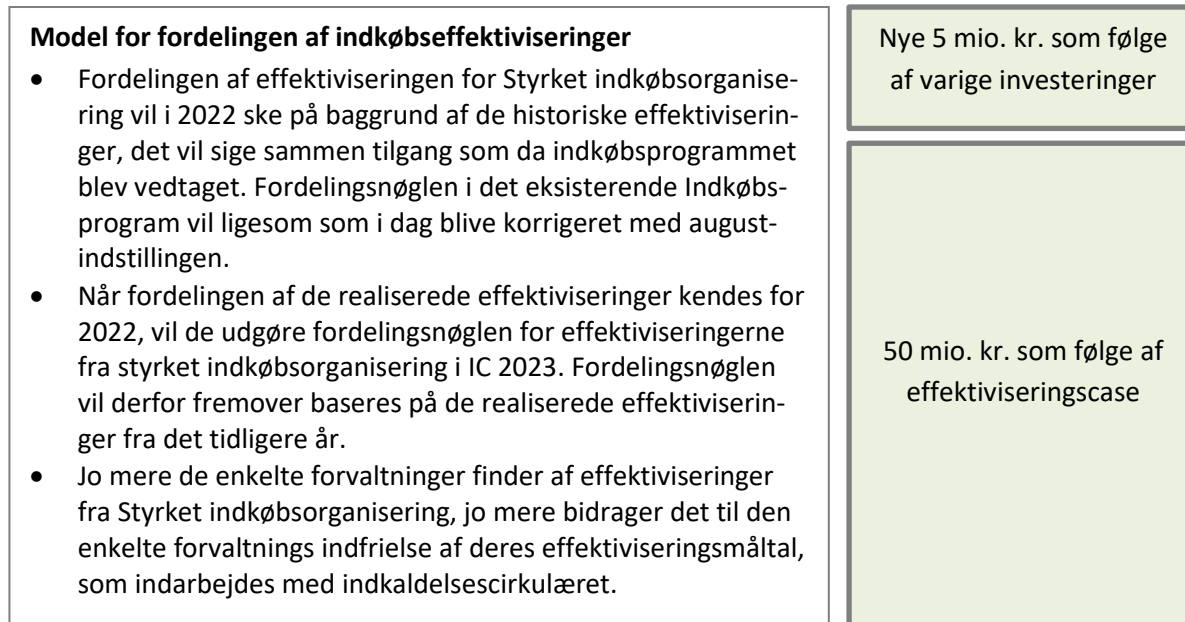 Model for fordelingen af indkøbseffektiviseringer
• Fordelingen af effektiviseringen for Styrket indkøbsorganise-
ring vil i 2022 ske på baggrund af de historiske effektiviserin-
ger, det vil sige sammen tilgang som da indkøbsprogrammet
blev vedtaget. Fordelingsnøglen i det eksisterende Indkøbs-
program vil ligesom som i dag blive korrigeret med august-
indstillingen.
• Når fordelingen af de realiserede effektiviseringer kendes for
2022, vil de udgøre fordelingsnøglen for effektiviseringerne
fra styrket indkøbsorganisering i IC 2023. Fordelingsnøglen
vil derfor fremover baseres på de realiserede effektiviserin-
ger fra det tidligere år.
• Jo mere de enkelte forvaltninger finder af effektiviseringer
fra Styrket indkøbsorganisering, jo mere bidrager det til den
enkelte forvaltnings indfrielse af deres effektiviseringsmåltal,
som indarbejdes med indkaldelsescirkulæret.
Nye 5 mio. kr. som følge
af varige investeringer
50 mio. kr. som følge af
effektiviseringscase